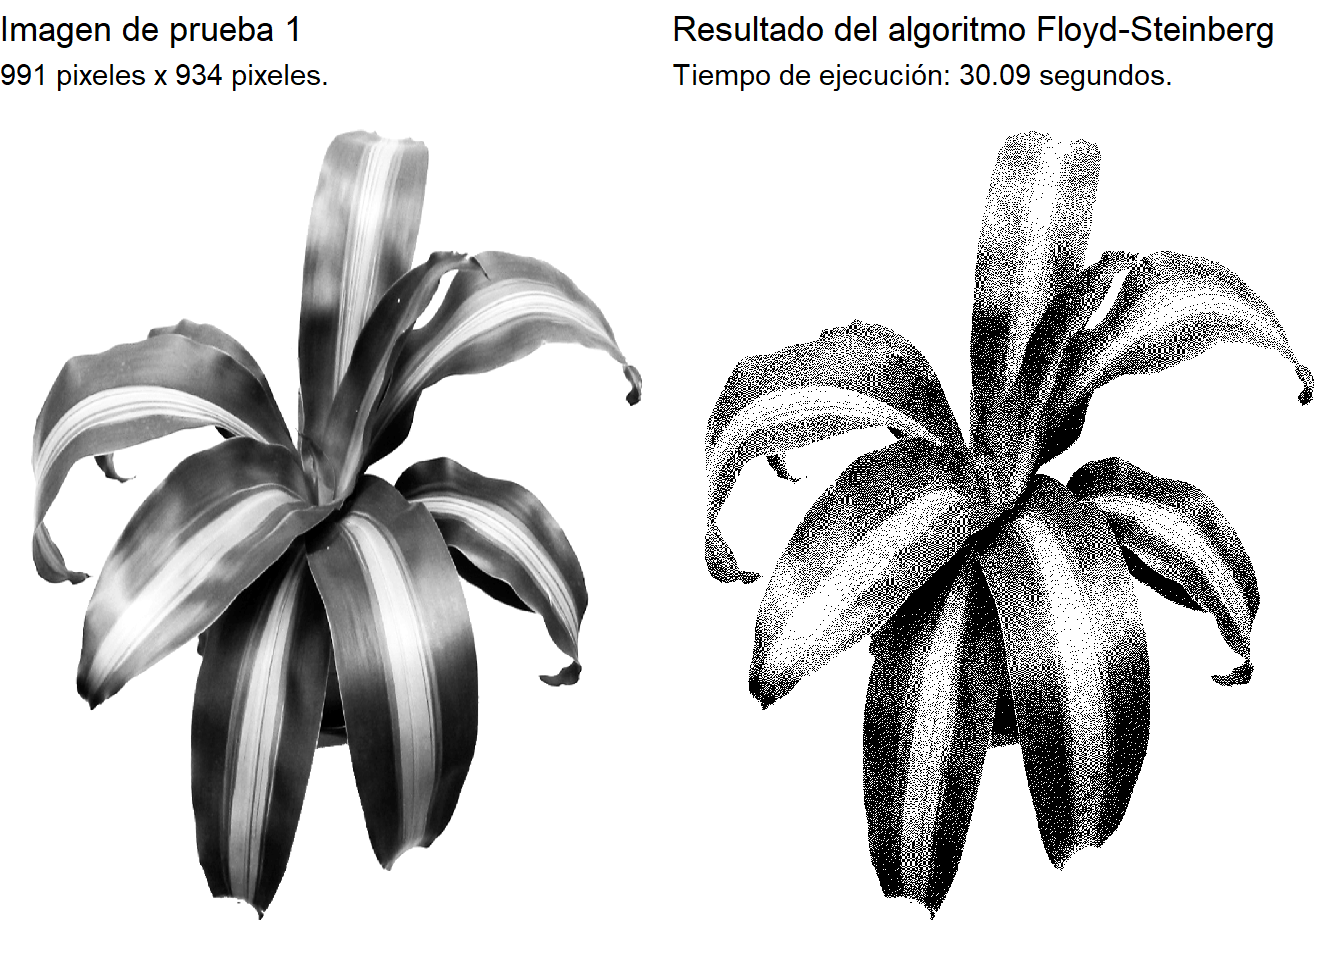 Imagen de prueba 1
991 pixeles x 934 pixeles.
Resultado del algoritmo Floyd-Steinberg
Tiempo de ejecución: 30.09 segundos.